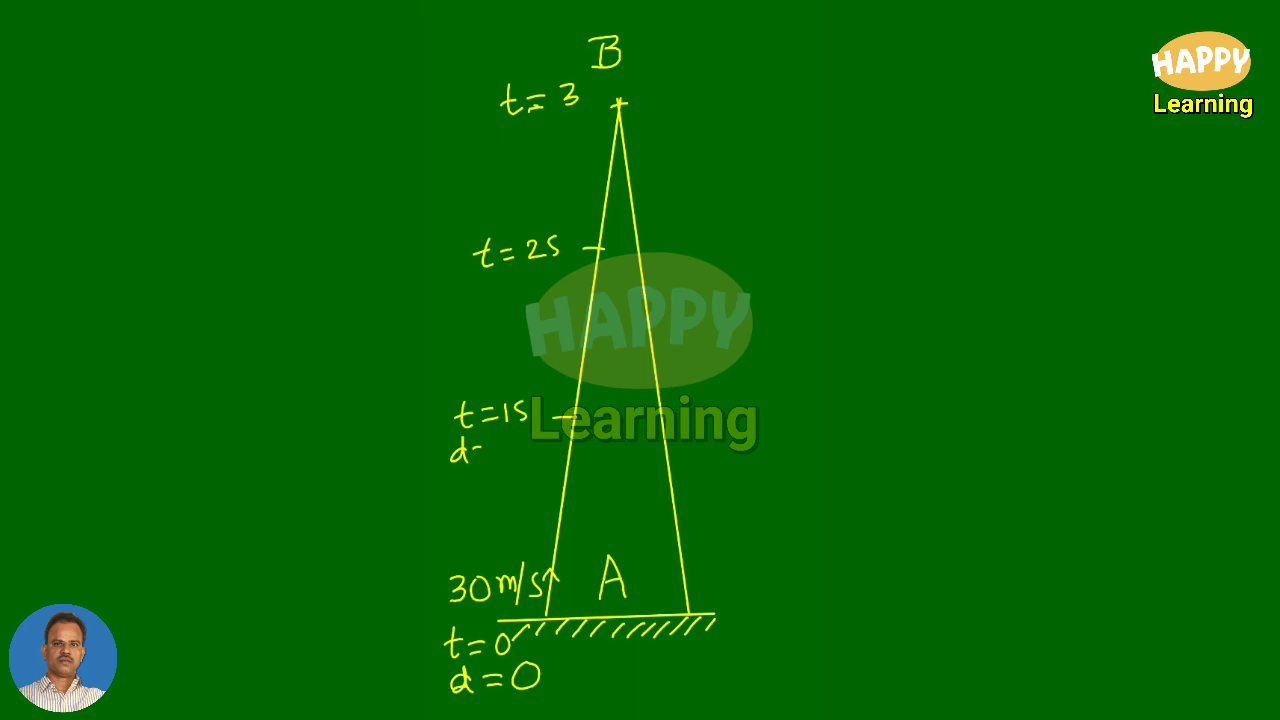 HAPPY
Learning
B
t = 3
t = 2s
HAPPY
Learning
t = 1s
d -
30 m/s
A
t = 0
d = 0